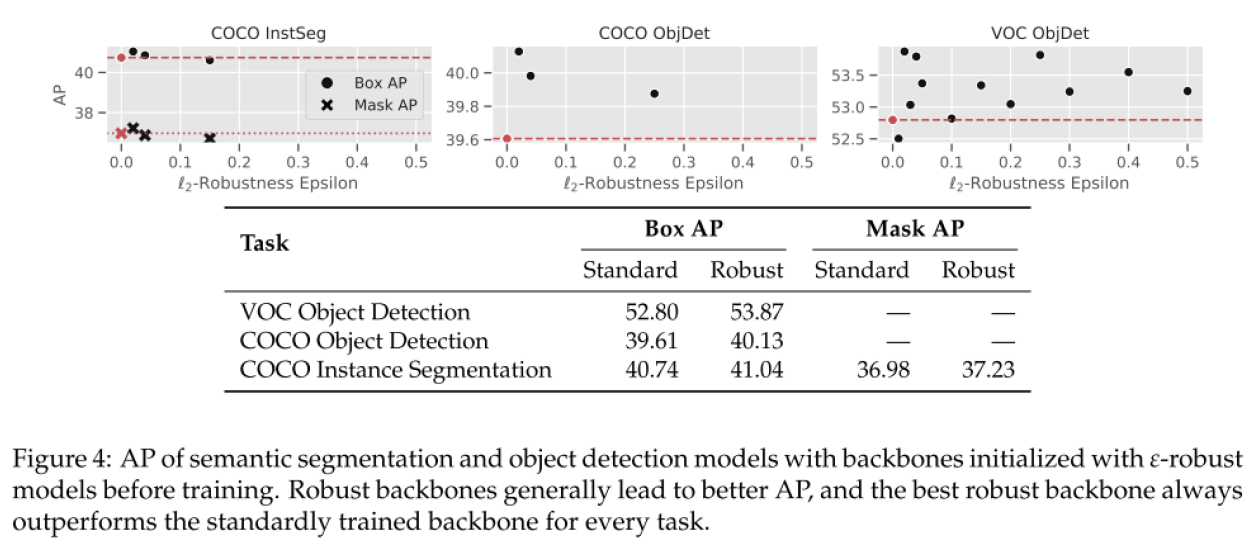 COCO InstSeg
40
38
AP
Box AP
Mask AP
0.0 0.1 0.2 0.3 0.4 0.5
ℓ2-Robustness Epsilon
COCO ObjDet
40.0
39.8
39.6
0.0 0.1 0.2 0.3 0.4 0.5
ℓ2-Robustness Epsilon
VOC ObjDet
53.5
53.0
52.5
0.0 0.1 0.2 0.3 0.4 0.5
ℓ2-Robustness Epsilon
Task Box AP Mask AP
Standard Robust Standard Robust
VOC Object Detection 52.80 53.87 — —
COCO Object Detection 39.61 40.13 — —
COCO Instance Segmentation 40.74 41.04 36.98 37.23
Figure 4: AP of semantic segmentation and object detection models with backbones initialized with ε-robust
models before training. Robust backbones generally lead to better AP, and the best robust backbone always
outperforms the standardly trained backbone for every task.